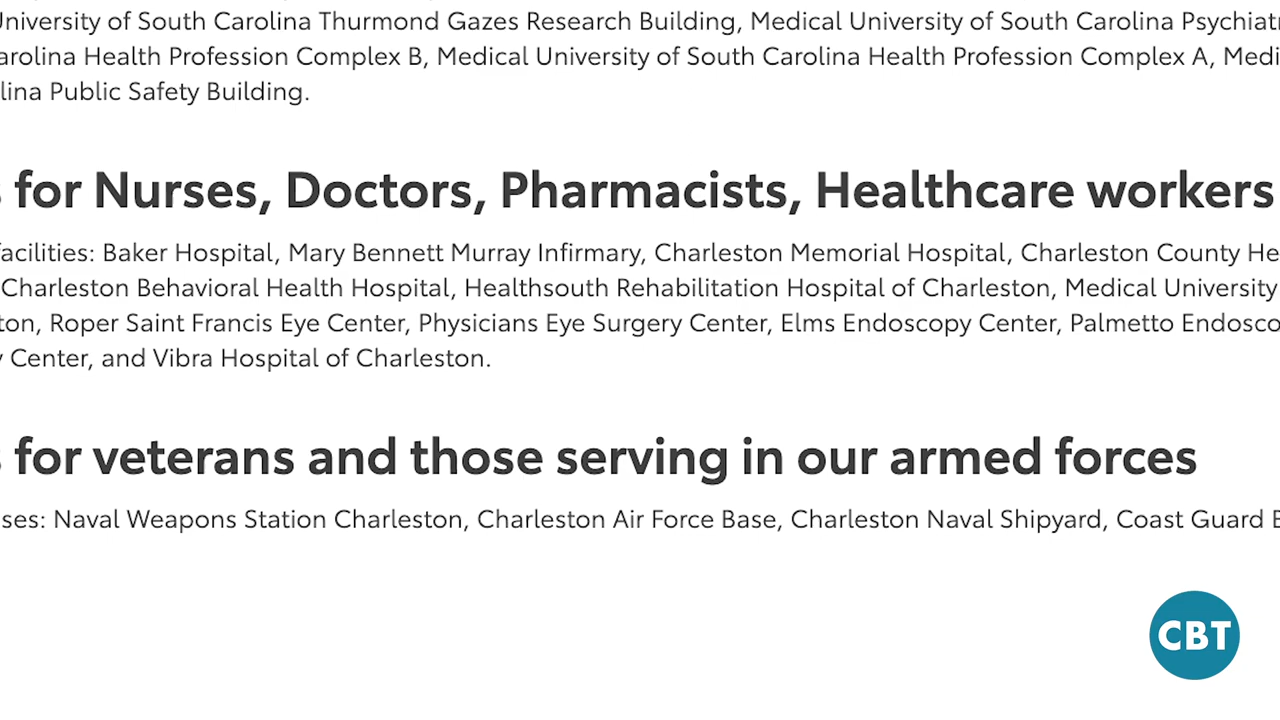 University of South Carolina Thurmond Gazes Research Building, Medical University of South Carolina Psychiatr
arolina Health Profession Complex B, Medical University of South Carolina Health Profession Complex A, Medi
lina Public Safety Building.
s for Nurses, Doctors, Pharmacists, Healthcare workers
facilities: Baker Hospital, Mary Bennett Murray Infirmary, Charleston Memorial Hospital, Charleston County He
Charleston Behavioral Health Hospital, Healthsouth Rehabilitation Hospital of Charleston, Medical University
ton, Roper Saint Francis Eye Center, Physicians Eye Surgery Center, Elms Endoscopy Center, Palmetto Endosco
y Center, and Vibra Hospital of Charleston.
s for veterans and those serving in our armed forces
ses: Naval Weapons Station Charleston, Charleston Air Force Base, Charleston Naval Shipyard, Coast Guard B
CBT